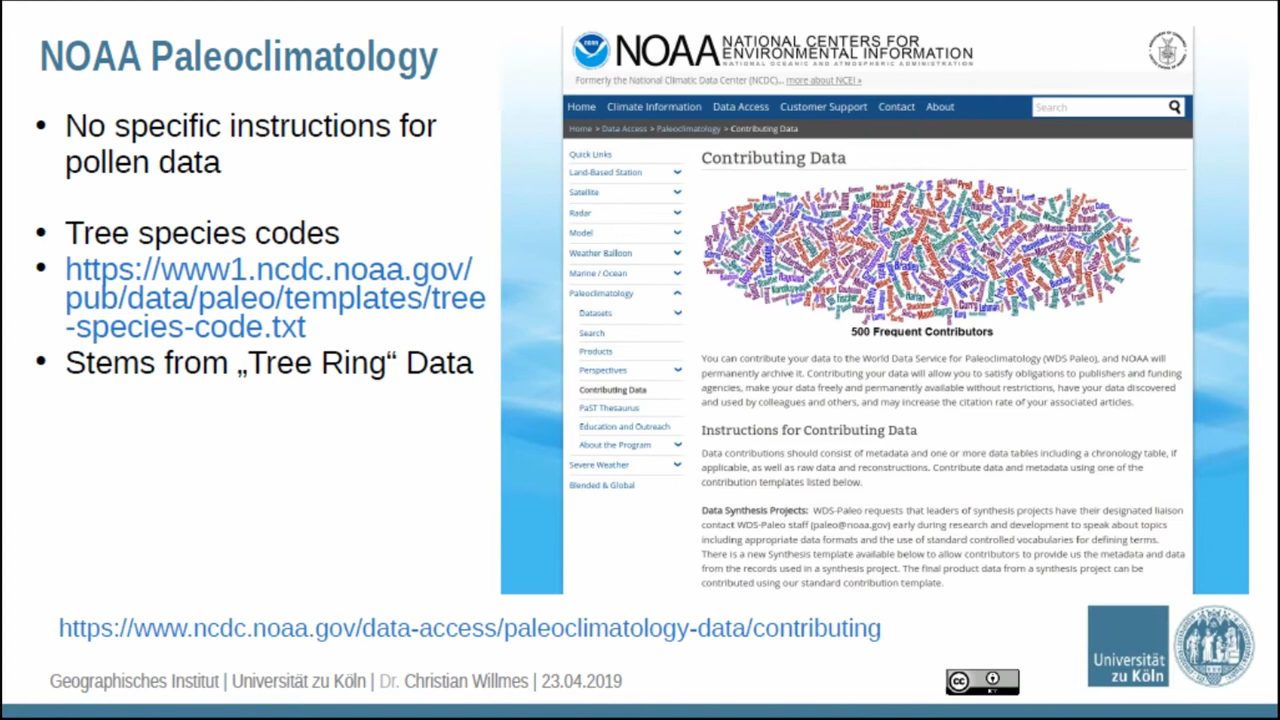 NOAA Paleoclimatology
• No specific instructions for
pollen data
• Tree species codes
• https://www1.ncdc.noaa.gov/
pub/data/paleo/templates/tree
-species-code.txt
• Stems from „Tree Ring“ Data
NOAA
NATIONAL CENTERS FOR
ENVIRONMENTAL INFORMATION
NATIONAL OCEANIC AND ATMOSPHERIC ADMINISTRATION
Formerly the National Climatic Data Center (NCDC)... more about NCEI »
Home Climate Information Data Access Customer Support Contact About Search
Home > Data Access > Paleoclimatology > Contributing Data
Quick Links
Land-Based Station
Satellite
Radar
Model
Weather Balloon
Marine / Ocean
Paleoclimatology
Datasets
Search
Products
Perspectives
Contributing Data
PaST Thesaurus
Education and Outreach
About the Program
Severe Weather
Blended & Global
Contributing Data
500 Frequent Contributors
You can contribute your data to the World Data Service for Paleoclimatology (WDS Paleo), and NOAA will
permanently archive it. Contributing your data will allow you to satisfy obligations to publishers and funding
agencies, make your data freely and permanently available without restrictions, have your data discovered
and used by colleagues and others, and may increase the citation rate of your associated articles.
Instructions for Contributing Data
Data contributions should consist of metadata and one or more data tables including a chronology table, if
applicable, as well as raw data and reconstructions. Contribute data and metadata using one of the
contribution templates listed below.
Data Synthesis Projects: WDS-Paleo requests that leaders of synthesis projects have their designated liaison
contact WDS-Paleo staff (paleo@noaa.gov) early during research and development to speak about topics
including appropriate data formats and the use of standard controlled vocabularies for defining terms.
There is a new Synthesis template available below to allow contributors to provide us the metadata and data
from the records used in a synthesis project. The final product data from a synthesis project can be
contributed using our standard contribution template.
https://www.ncdc.noaa.gov/data-access/paleoclimatology-data/contributing
Geographisches Institut | Universität zu Köln | Dr. Christian Willmes | 23.04.2019
cc
BY
Universität
zu Köln